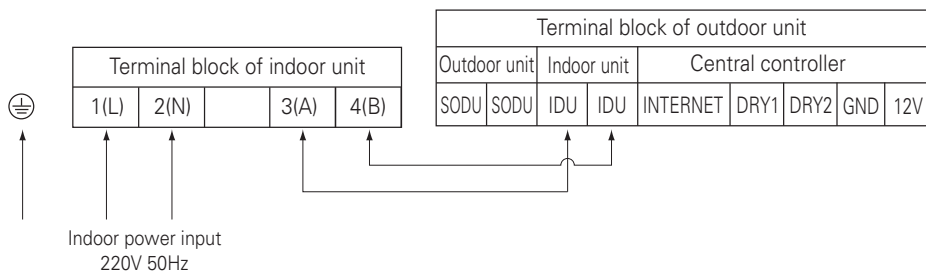 Terminal block of outdoor unit
Terminal block of indoor unit
Outdoor unit Indoor unit Central controller
1(L) 2(N) 3(A) 4(B)
SODU SODU IDU IDU INTERNET DRY1 DRY2 GND 12V
Indoor power input
220V 50Hz